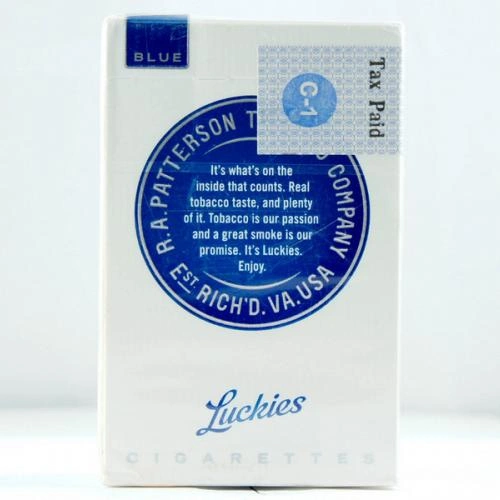 BLUE
Tax Paid
C-1
R.A. PATTERSON T CO COMPANY
It's what's on the
inside that counts. Real
tobacco taste, and plenty
of it. Tobacco is our passion
and a great smoke is our
promise. It's Luckies.
Enjoy.
EST. RICH'D. VA. USA
Luckies
CIGARETTES